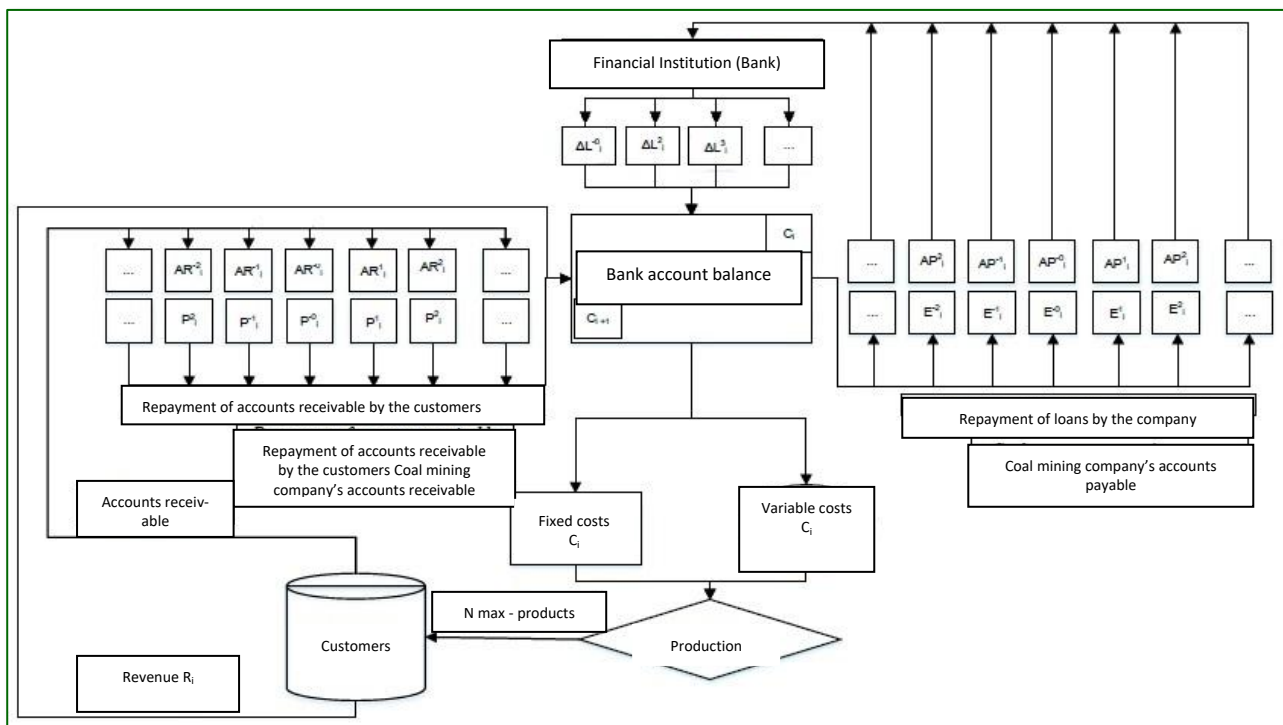 Financial Institution (Bank)
ΔL⁻⁰ᵢ ΔL²ᵢ ΔL³ᵢ ...
Cᵢ
Bank account balance
Cᵢ₊₁
... AR⁻²ᵢ AR⁻¹ᵢ AR⁻⁰ᵢ AR¹ᵢ AR²ᵢ ...
... P²ᵢ P⁻¹ᵢ P⁻⁰ᵢ P¹ᵢ P²ᵢ ...
... AP²ᵢ AP⁻¹ᵢ AP⁻⁰ᵢ AP¹ᵢ AP²ᵢ ...
... E⁻²ᵢ E⁻¹ᵢ E⁻⁰ᵢ E¹ᵢ E²ᵢ ...
Repayment of accounts receivable by the customers
Repayment of accounts receivable
by the customers Coal mining
company's accounts receivable
Repayment of loans by the company
Coal mining company's accounts
payable
Accounts receiv-
able
Fixed costs
Cᵢ
Variable costs
Cᵢ
N max - products
Customers
Production
Revenue Rᵢ